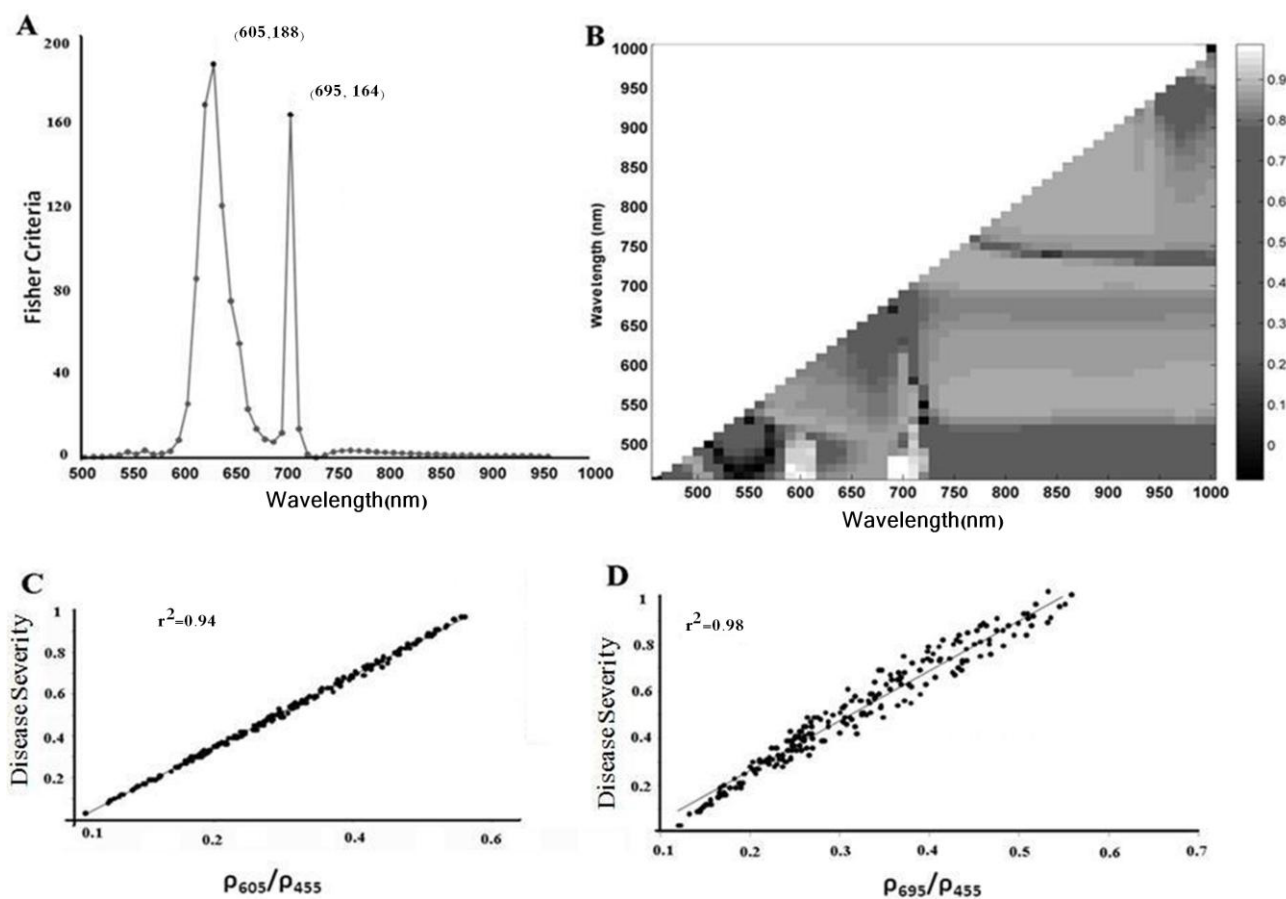 A
200
160
120
80
40
0
Fisher Criteria
(605,188)
(695, 164)
500 550 600 650 700 750 800 850 900 950 1000
Wavelength(nm)
B
1000
950
900
850
800
750
700
650
600
550
500
Wavelength (nm)
500 550 600 650 700 750 800 850 900 950 1000
Wavelength(nm)
0.9
0.8
0.7
0.6
0.5
0.4
0.3
0.2
0.1
0
C
r²=0.94
1
0.8
0.6
0.4
0.2
Disease Severity
0.1 0.2 0.4 0.6
ρ605/ρ455
D
r²=0.98
1
0.8
0.6
0.4
0.2
Disease Severity
0.1 0.2 0.3 0.4 0.5 0.6 0.7
ρ695/ρ455